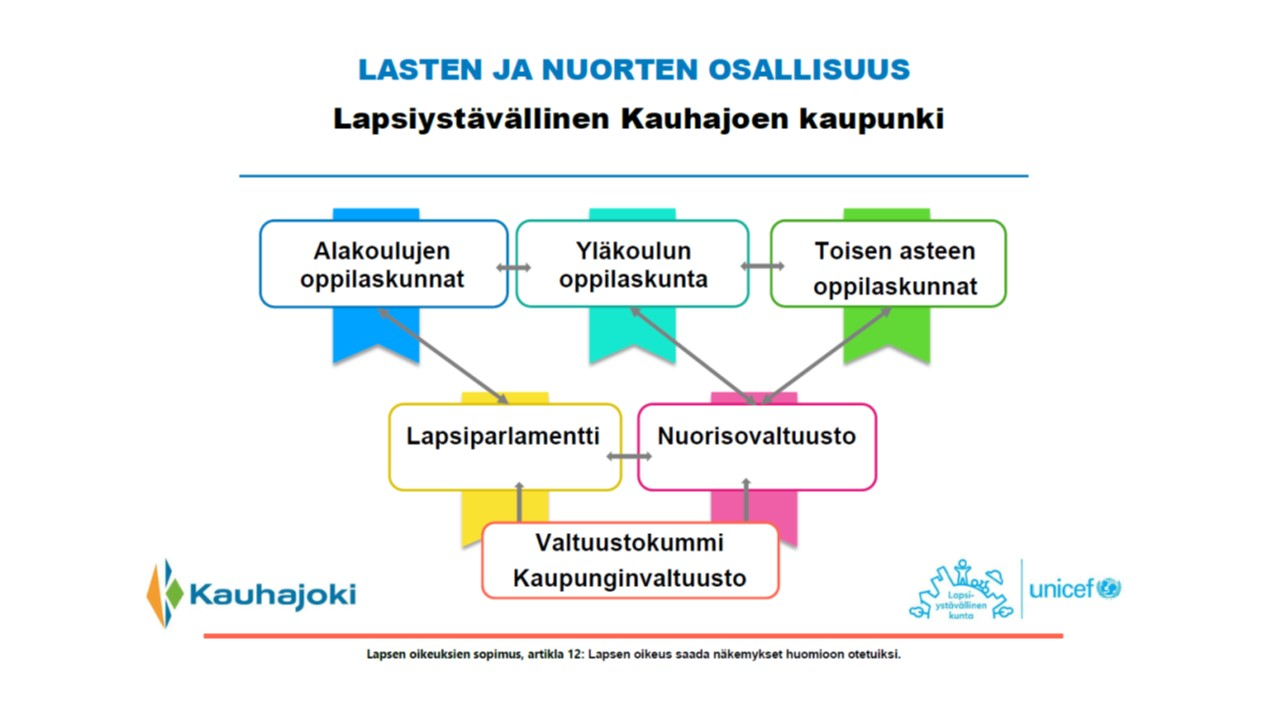 LASTEN JA NUORTEN OSALLISUUS
Lapsiystävällinen Kauhajoen kaupunki
Alakoulujen
oppilaskunnat
Yläkoulun
oppilaskunta
Toisen asteen
oppilaskunnat
Lapsiparlamentti
Nuorisovaltuusto
Valtuustokummi
Kaupunginvaltuusto
Kauhajoki
Lapsi-
ystävällinen
kunta
unicef
Lapsen oikeuksien sopimus, artikla 12: Lapsen oikeus saada näkemykset huomioon otetuiksi.